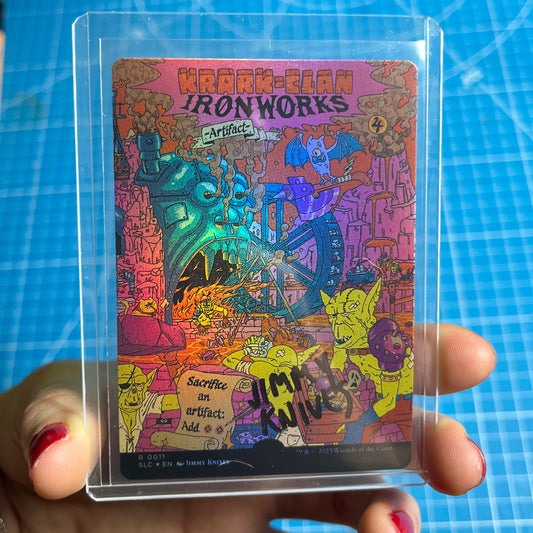 KRARK-CLAN
IRONWORKS
-Artifact-
4
Sacrifice
an
artifact:
Add
JIMMY
KNIVES
R 0011
SLC ★ EN JIMMY KNIVES
™ & © 2025 Wizards of the Coast